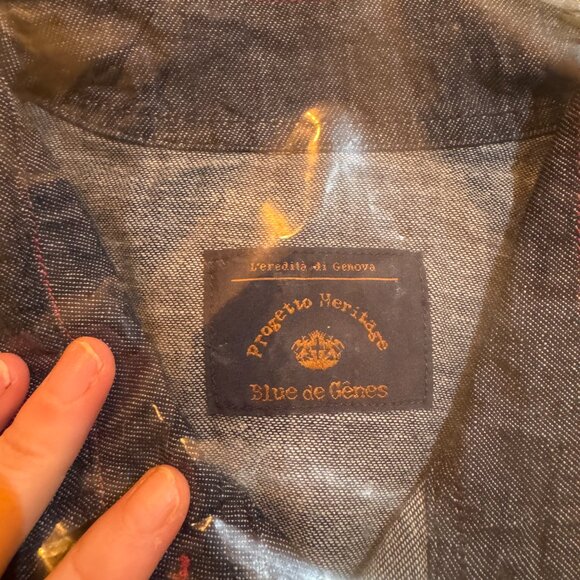 L'eredità di Genova
Progetto Heritage
Blue de Gênes